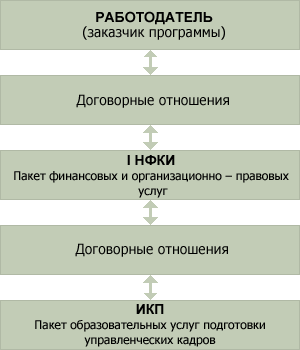 РАБОТОДАТЕЛЬ
(заказчик программы)
Договорные отношения
I НФКИ
Пакет финансовых и организационно – правовых
услуг
Договорные отношения
ИКП
Пакет образовательных услуг подготовки
управленческих кадров